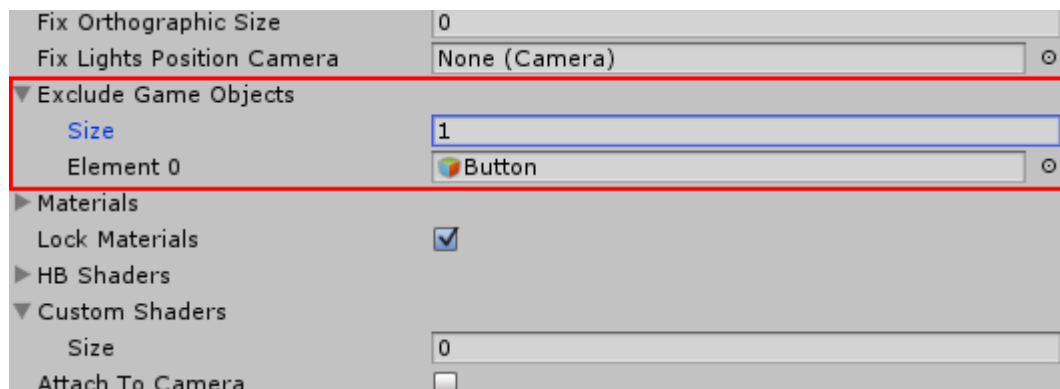 Fix Orthographic Size 0
Fix Lights Position Camera None (Camera)
Exclude Game Objects
Size 1
Element 0 Button
Materials
Lock Materials
HB Shaders
Custom Shaders
Size 0
Attach To Camera